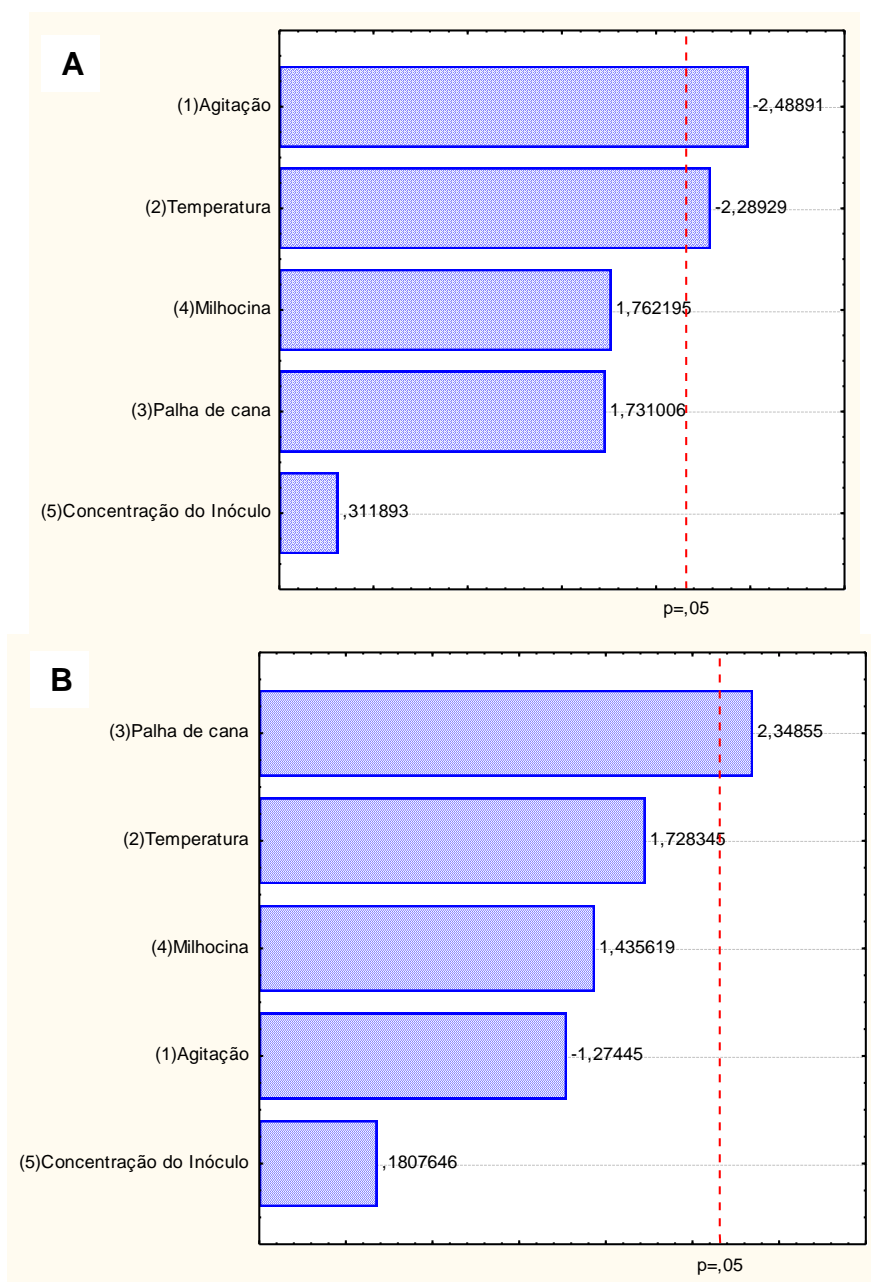 A
(1)Agitação
-2,48891
(2)Temperatura
-2,28929
(4)Milhocina
1,762195
(3)Palha de cana
1,731006
(5)Concentração do Inóculo
,311893
p=,05
B
(3)Palha de cana
2,34855
(2)Temperatura
1,728345
(4)Milhocina
1,435619
(1)Agitação
-1,27445
(5)Concentração do Inóculo
,1807646
p=,05